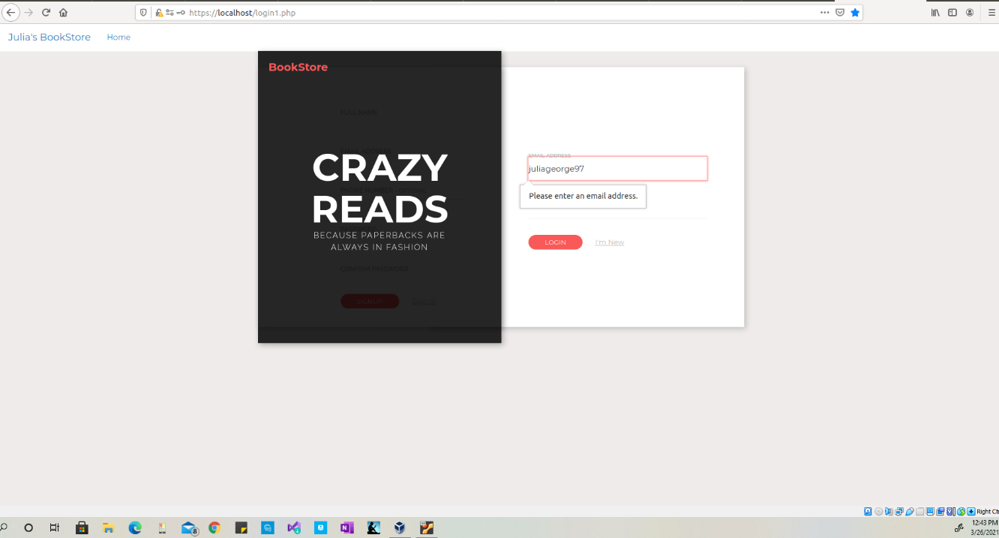 https://localhost/login1.php
Julia's BookStore
Home
BookStore
FULL NAME
CRAZY
READS
BECAUSE PAPERBACKS ARE
ALWAYS IN FASHION
CONFIRM PASSWORD
SIGNUP
EMAIL ADDRESS
juliageorge97
Please enter an email address.
LOGIN
I'm New
8
Right Ct
12:43 PM
3/26/2021